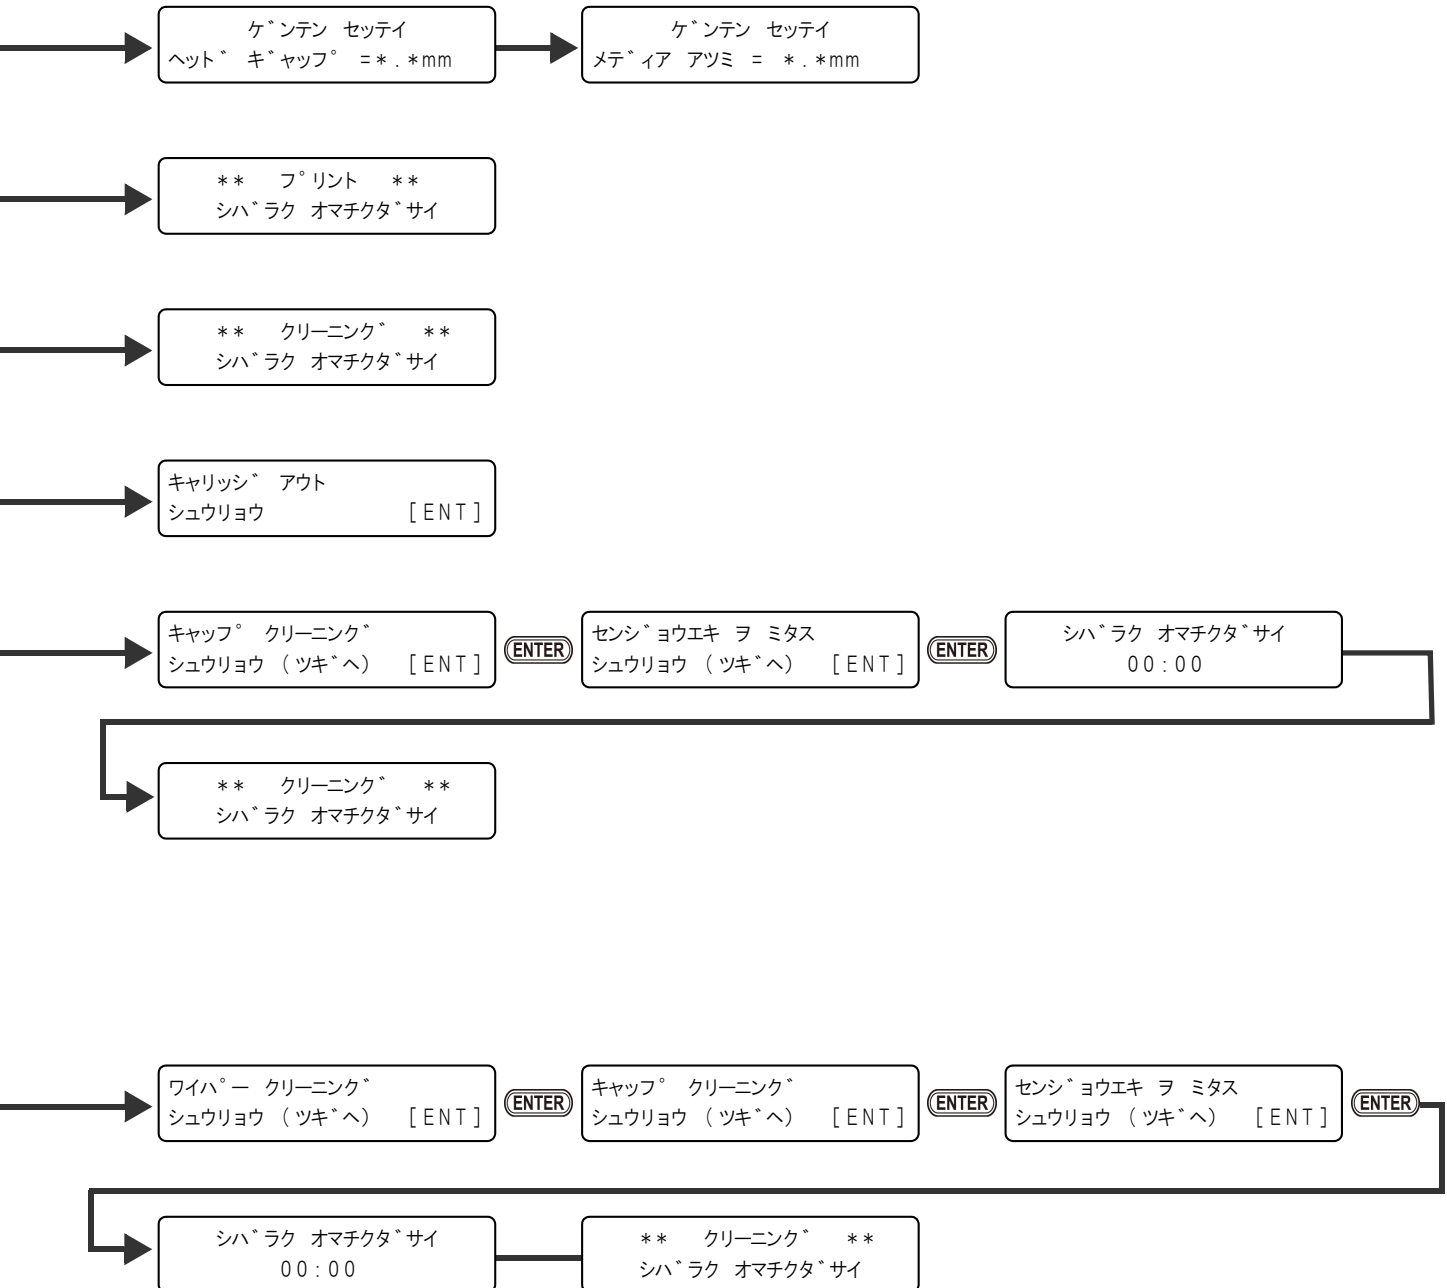 ケ゛ンテン セッテイ
ヘット゛ キ゛ャッフ゜ =*.*mm
ケ゛ンテン セッテイ
メテ゛ィア アツミ = *.*mm
** フ゜リント **
シハ゛ラク オマチクタ゛サイ
** クリーニンク゛ **
シハ゛ラク オマチクタ゛サイ
キャリッシ゛ アウト
シュウリョウ [ENT]
キャッフ゜ クリーニンク゛
シュウリョウ (ツキ゛ヘ) [ENT]
ENTER
センシ゛ョウエキ ヲ ミタス
シュウリョウ (ツキ゛ヘ) [ENT]
ENTER
シハ゛ラク オマチクタ゛サイ
00:00
** クリーニンク゛ **
シハ゛ラク オマチクタ゛サイ
ワイハ゜ー クリーニンク゛
シュウリョウ (ツキ゛ヘ) [ENT]
ENTER
キャッフ゜ クリーニンク゛
シュウリョウ (ツキ゛ヘ) [ENT]
ENTER
センシ゛ョウエキ ヲ ミタス
シュウリョウ (ツキ゛ヘ) [ENT]
ENTER
シハ゛ラク オマチクタ゛サイ
00:00
** クリーニンク゛ **
シハ゛ラク オマチクタ゛サイ